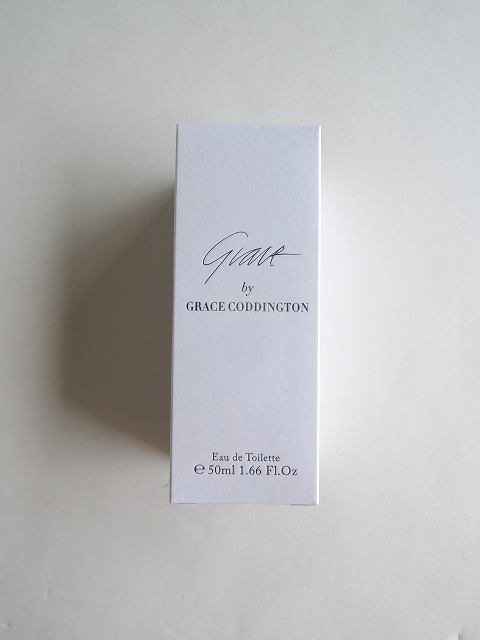 Grace
by
GRACE CODDINGTON
Eau de Toilette
℮ 50ml 1.66 Fl.Oz